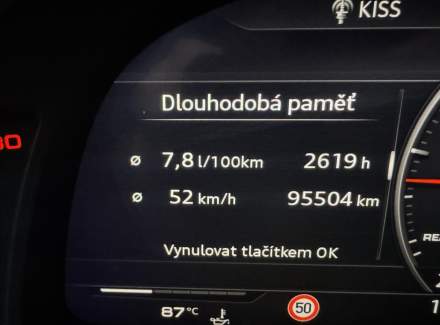 KISS
Dlouhodobá paměť
ø 7,8 l/100km 2619 h
ø 52 km/h 95504 km
Vynulovat tlačítkem OK
87 °C
50